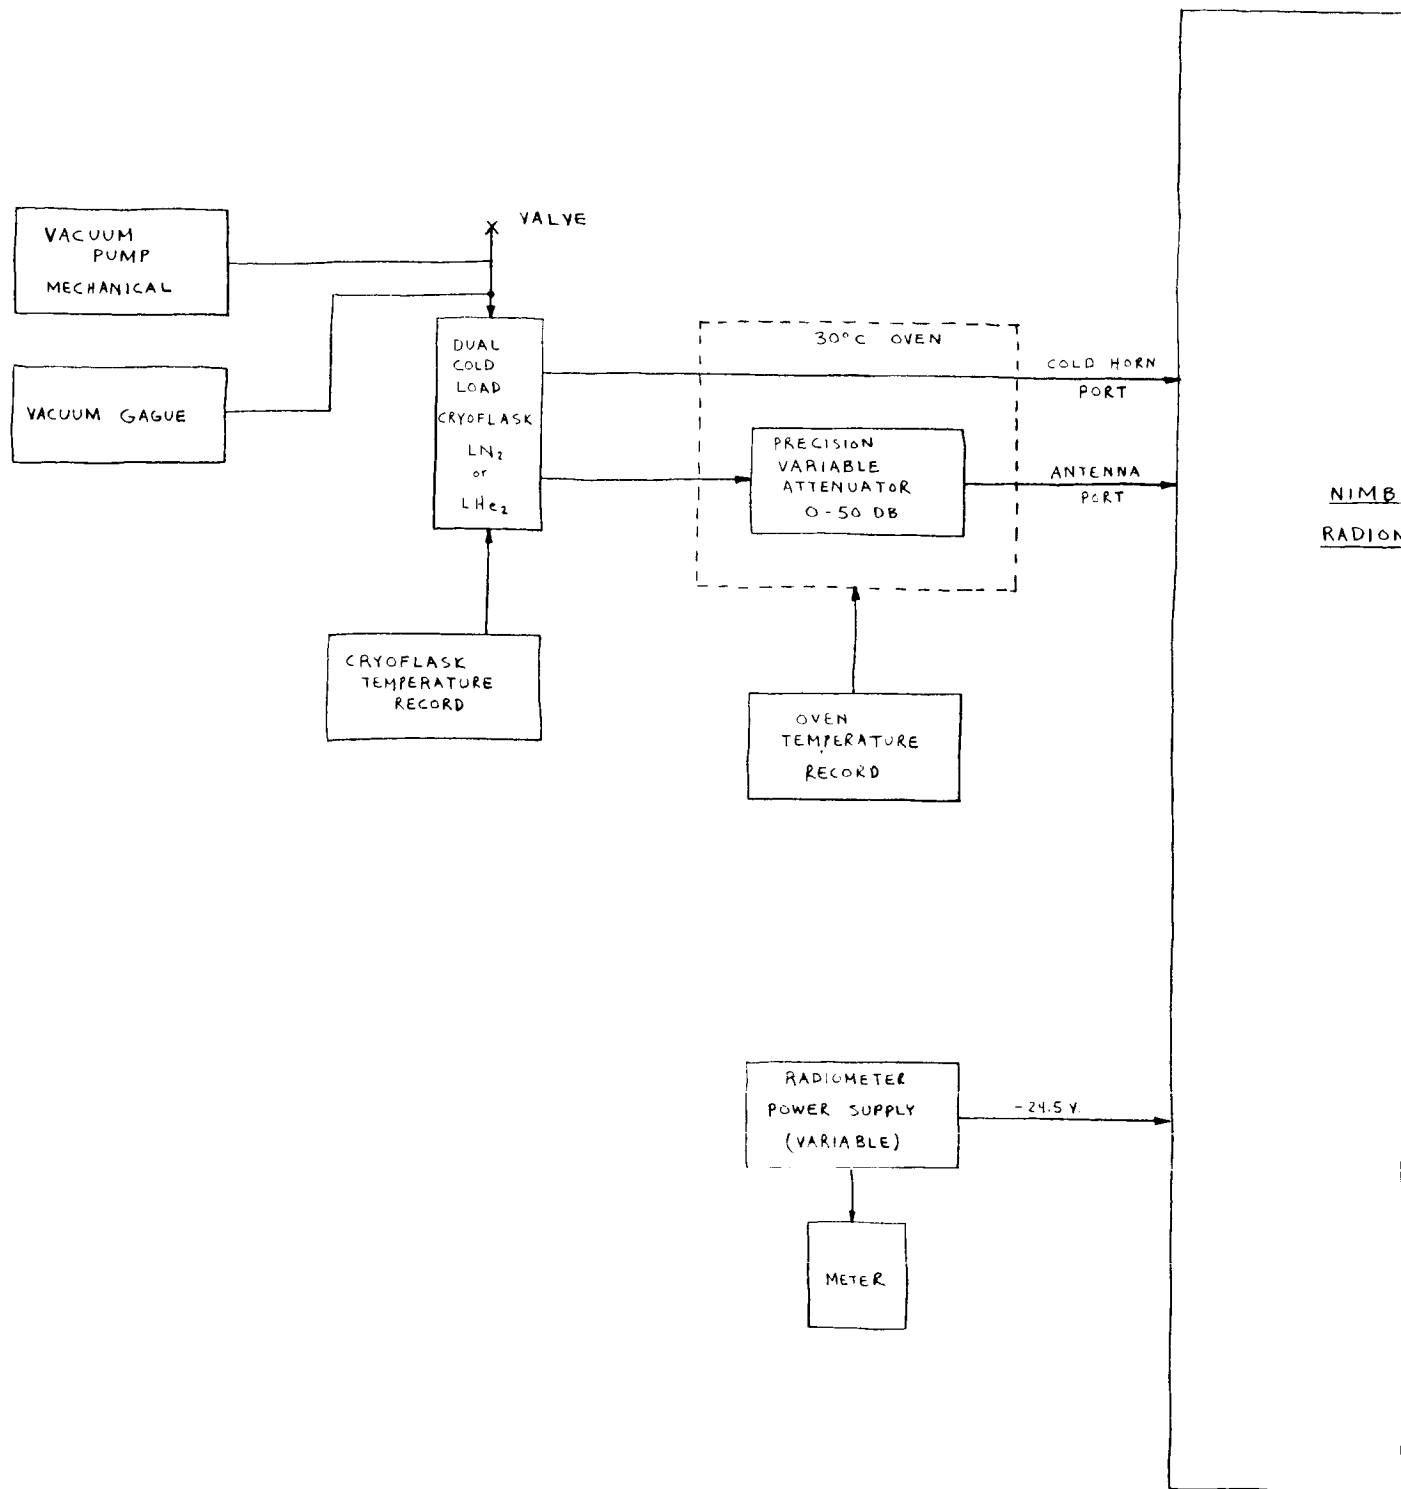 VALVE
VACUUM
PUMP
MECHANICAL
VACUUM GAGUE
DUAL
COLD
LOAD
CRYOFLASK
LN₂
or
LHe₂
30°C OVEN
COLD HORN
PORT
PRECISION
VARIABLE
ATTENUATOR
0-50 DB
ANTENNA
PORT
NIMB
RADIOM
CRYOFLASK
TEMPERATURE
RECORD
OVEN
TEMPERATURE
RECORD
RADIOMETER
POWER SUPPLY
(VARIABLE)
-24.5 V.
METER